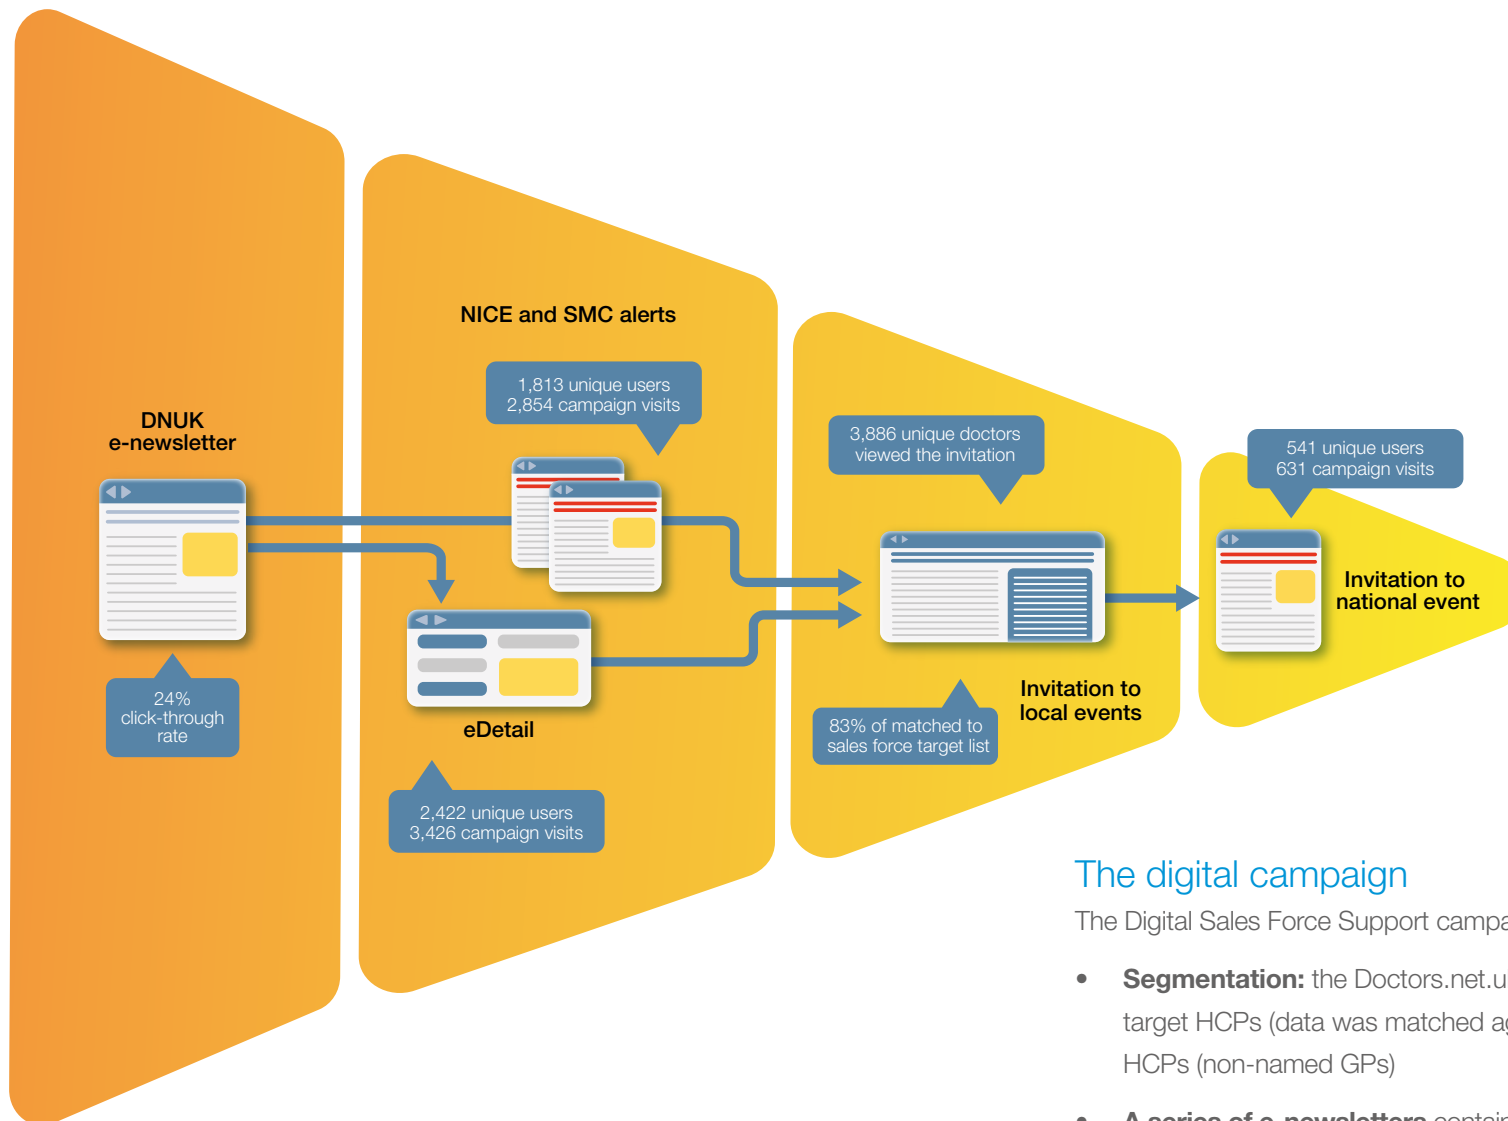 DNUK
e-newsletter
24%
click-through
rate
NICE and SMC alerts
1,813 unique users
2,854 campaign visits
eDetail
2,422 unique users
3,426 campaign visits
3,886 unique doctors
viewed the invitation
Invitation to
local events
83% of matched to
sales force target list
541 unique users
631 campaign visits
Invitation to
national event
The digital campaign
The Digital Sales Force Support campa
• Segmentation: the Doctors.net.u
target HCPs (data was matched ag
HCPs (non-named GPs)
• A series of e-newsletters contain